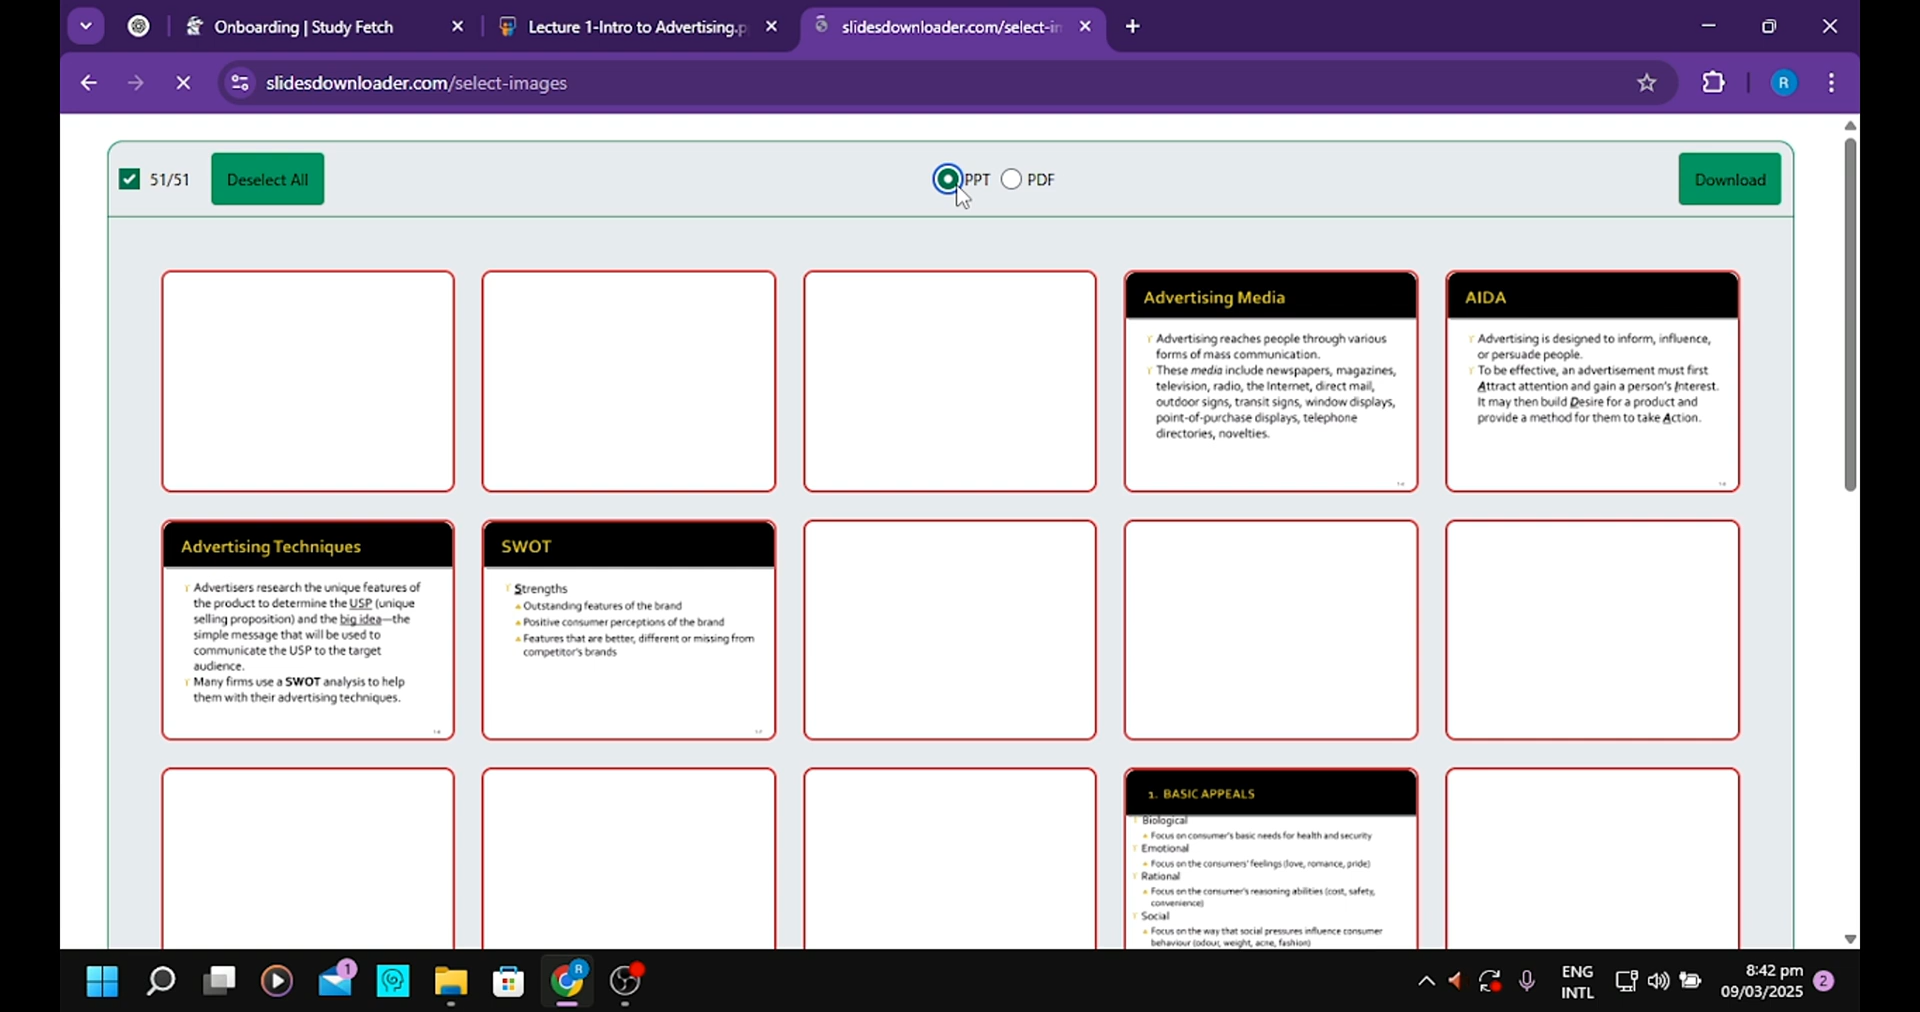 Onboarding | Study Fetch
Lecture 1-Intro to Advertising.p
slidesdownloader.com/select-in
slidesdownloader.com/select-images
R
51/51
Deselect All
PPT
PDF
Download
Advertising Media
Advertising reaches people through various
forms of mass communication.
These media include newspapers, magazines,
television, radio, the Internet, direct mail,
outdoor signs, transit signs, window displays,
point-of-purchase displays, telephone
directories, novelties.
AIDA
Advertising is designed to inform, influence,
or persuade people.
To be effective, an advertisement must first
Attract attention and gain a person's Interest.
It may then build Desire for a product and
provide a method for them to take Action.
Advertising Techniques
Advertisers research the unique features of
the product to determine the USP (unique
selling proposition) and the big idea—the
simple message that will be used to
communicate the USP to the target
audience.
Many firms use a SWOT analysis to help
them with their advertising techniques.
SWOT
Strengths
Outstanding features of the brand
Positive consumer perceptions of the brand
Features that are better, different or missing from
competitor's brands
1. BASIC APPEALS
Biological
Focus on consumer's basic needs for health and security
Emotional
Focus on the consumers' feelings (love, romance, pride)
Rational
Focus on the consumer's reasoning abilities (cost, safety,
convenience)
Social
Focus on the way that social pressures influence consumer
behaviour (odour, weight, acne, fashion)
1
R
ENG
INTL
8:42 pm
09/03/2025
2